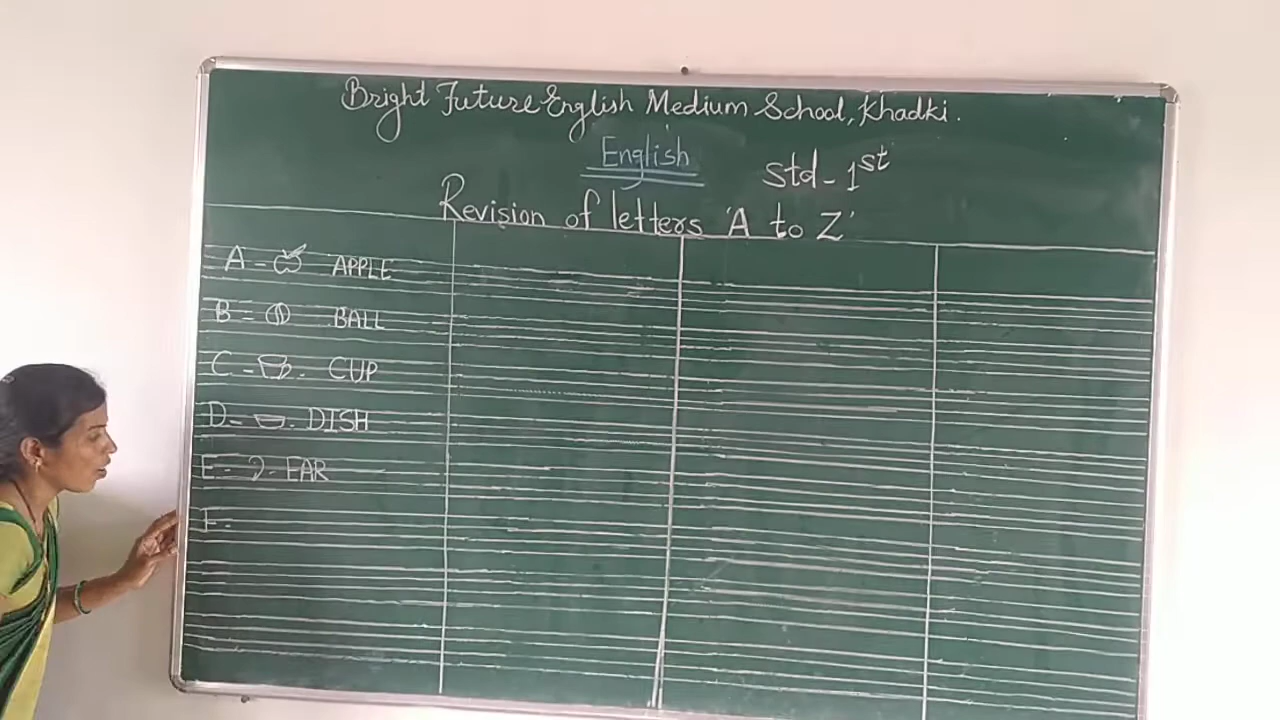 Bright Future English Medium School, Khadki.
English
Std - 1st
Revision of letters 'A to Z'
A - APPLE
B - BALL
C - CUP
D - DISH
E - EAR
F -